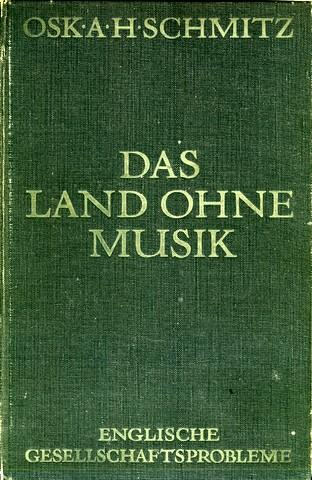 OSK·A·H·SCHMITZ
DAS
LAND OHNE
MUSIK
ENGLISCHE
GESELLSCHAFTSPROBLEME